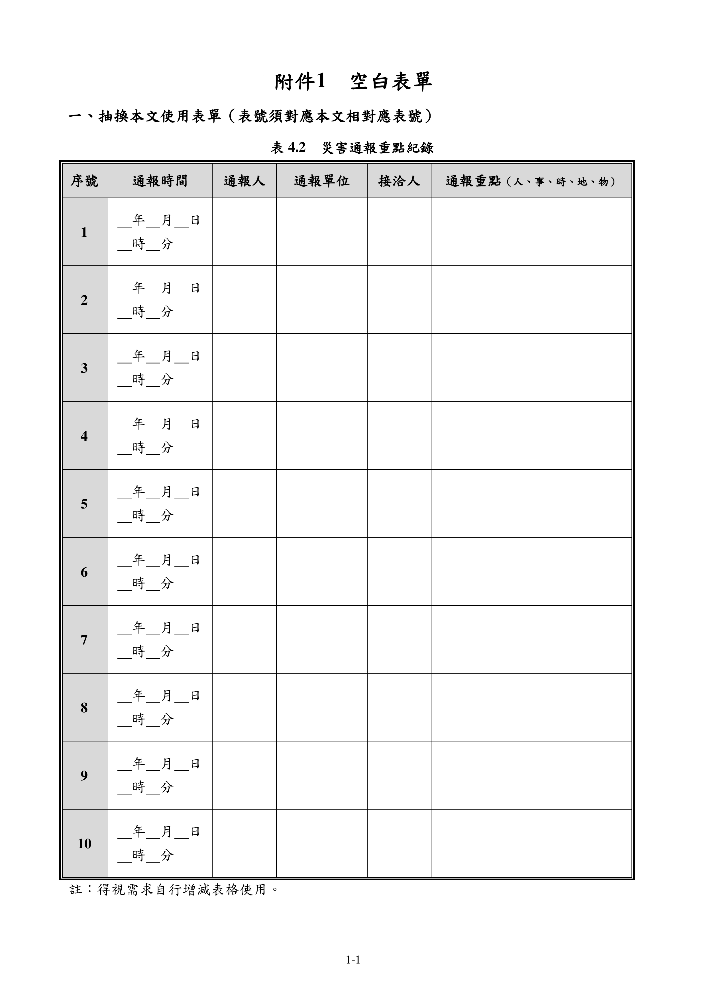 附件1　空白表單
一、抽換本文使用表單（表號須對應本文相對應表號）
表 4.2　災害通報重點紀錄
序號 通報時間 通報人 通報單位 接洽人 通報重點（人、事、時、地、物）
1 __年__月__日
__時__分
2 __年__月__日
__時__分
3 __年__月__日
__時__分
4 __年__月__日
__時__分
5 __年__月__日
__時__分
6 __年__月__日
__時__分
7 __年__月__日
__時__分
8 __年__月__日
__時__分
9 __年__月__日
__時__分
10 __年__月__日
__時__分
註：得視需求自行增減表格使用。
1-1